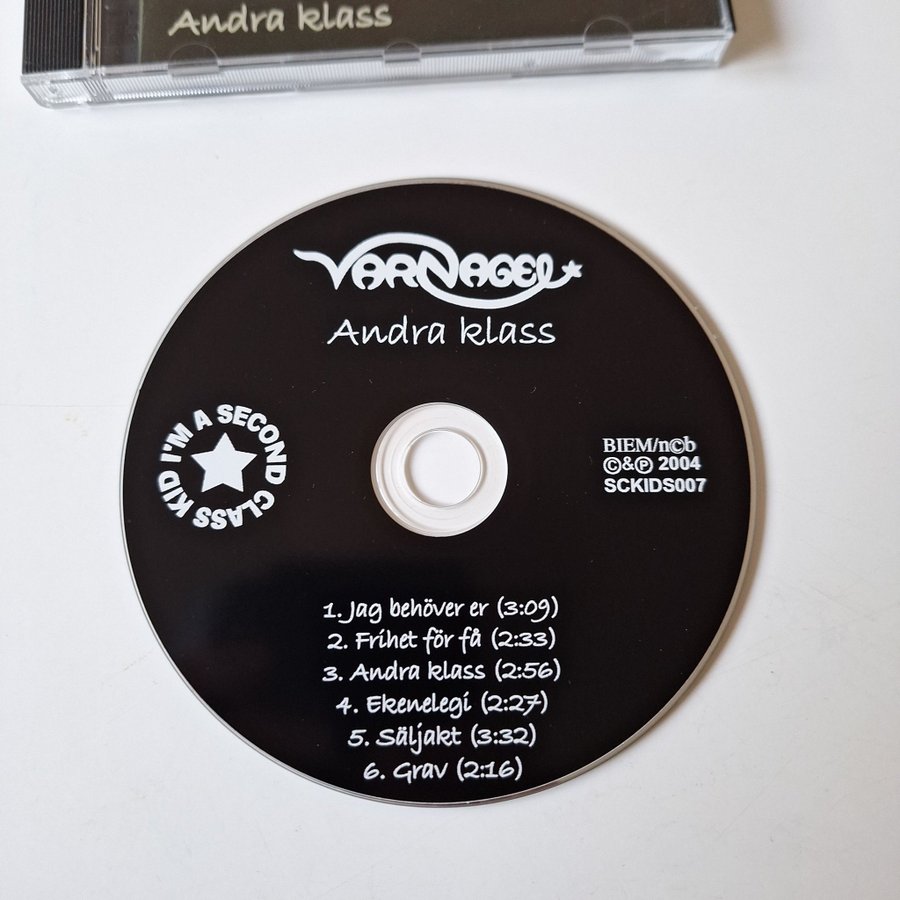 Andra klass
VARNAGEL
Andra klass
I'M A SECOND CLASS KID
BIEM/n©b
©&℗ 2004
SCKIDS007
1. Jag behöver er (3:09)
2. Frihet för få (2:33)
3. Andra klass (2:56)
4. Ekenelegi (2:27)
5. Säljakt (3:32)
6. Grav (2:16)